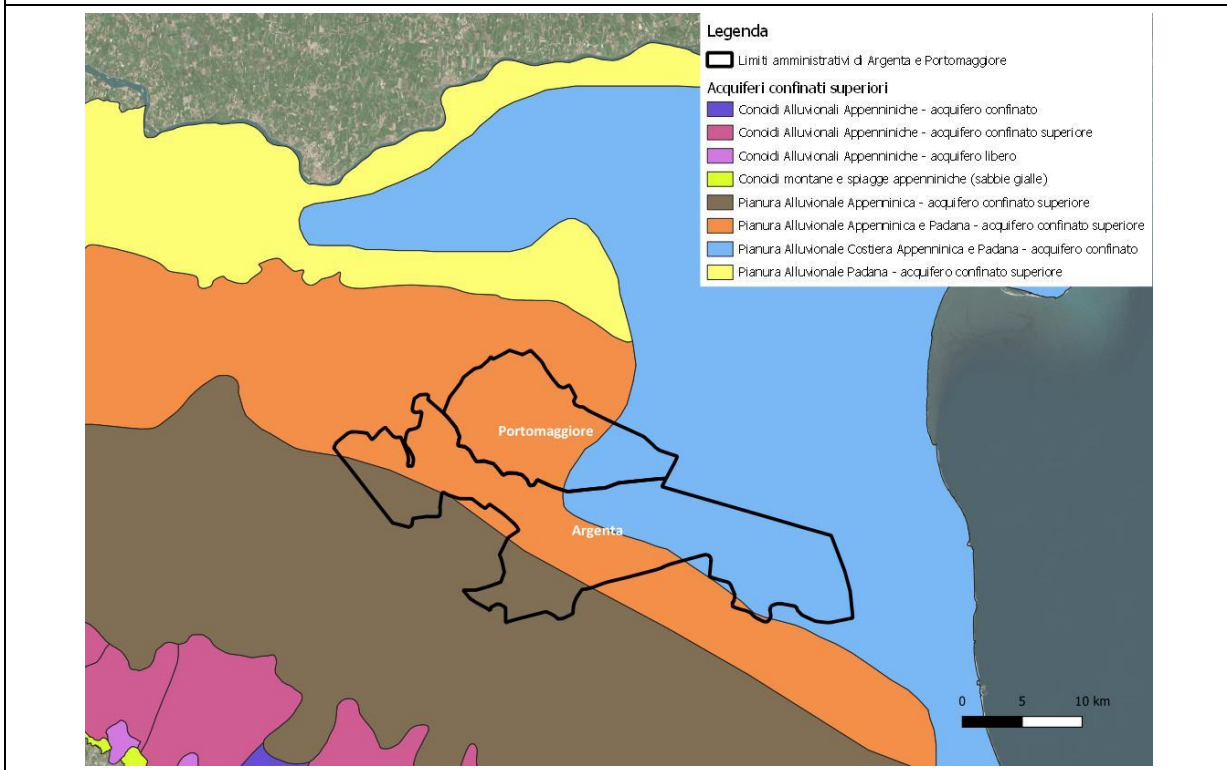 Legenda
Limiti amministrativi di Argenta e Portomaggiore
Acquiferi confinati superiori
Conoidi Alluvionali Appenniniche - acquifero confinato
Conoidi Alluvionali Appenniniche - acquifero confinato superiore
Conoidi Alluvionali Appenniniche - acquifero libero
Conoidi montane e spiagge appenniniche (sabbie gialle)
Pianura Alluvionale Appenninica - acquifero confinato superiore
Pianura Alluvionale Appenninica e Padana - acquifero confinato superiore
Pianura Alluvionale Costiera Appenninica e Padana - acquifero confinato
Pianura Alluvionale Padana - acquifero confinato superiore
Portomaggiore
Argenta
0 5 10 km